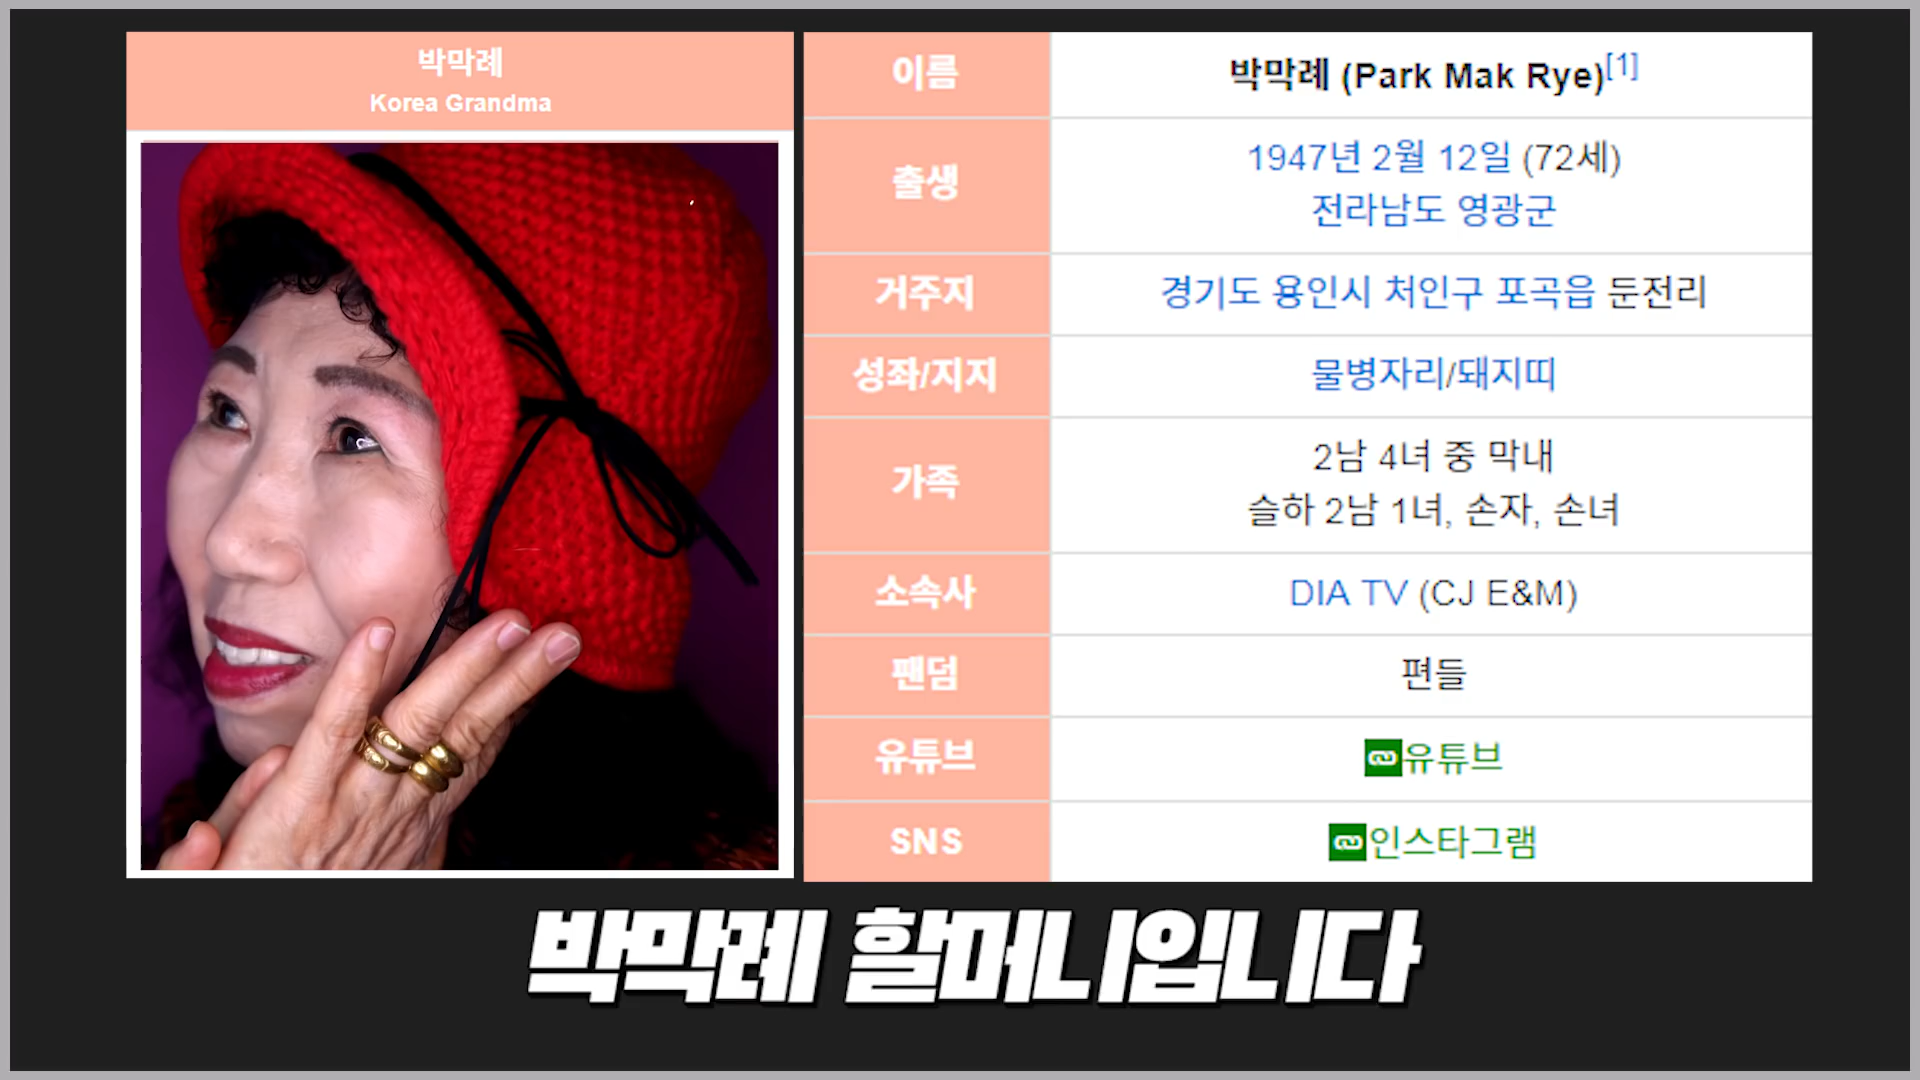 박막례
Korea Grandma
이름
박막례 (Park Mak Rye)[1]
출생
1947년 2월 12일 (72세)
전라남도 영광군
거주지
경기도 용인시 처인구 포곡읍 둔전리
성좌/지지
물병자리/돼지띠
가족
2남 4녀 중 막내
슬하 2남 1녀, 손자, 손녀
소속사
DIA TV (CJ E&M)
팬덤
편들
유튜브
유튜브
SNS
인스타그램
박막례 할머니입니다